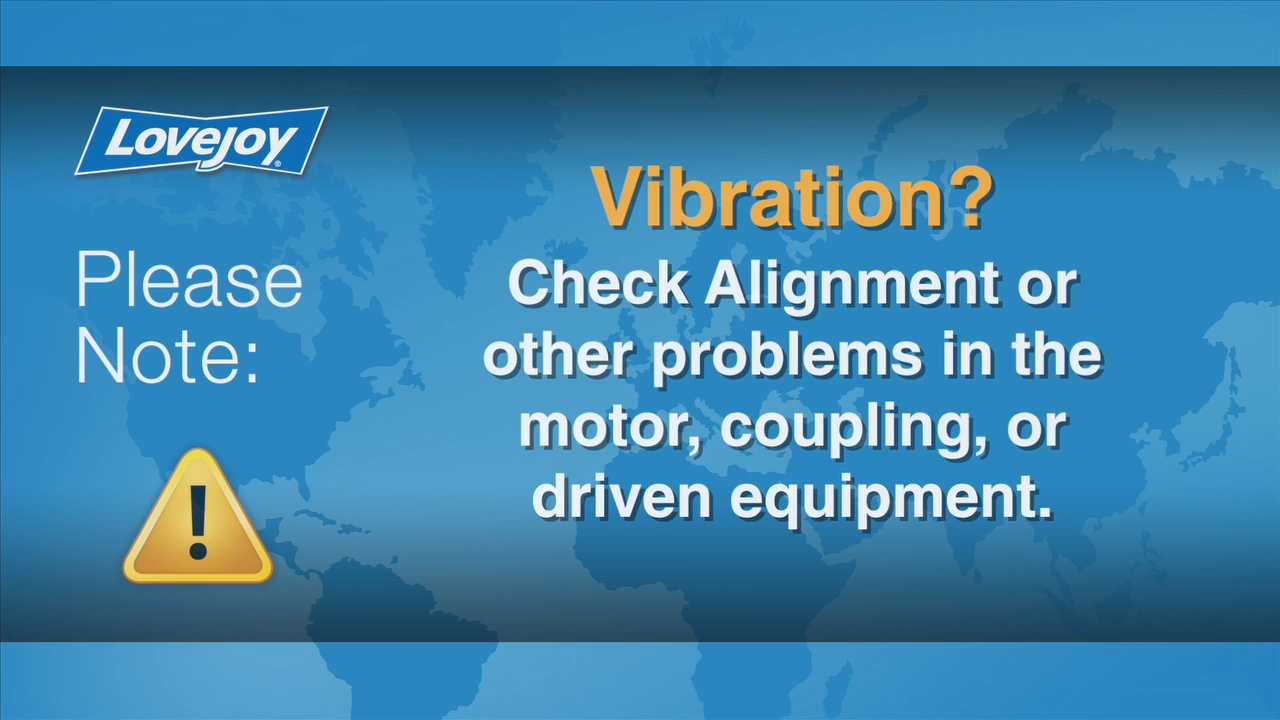 LOVEJOY®
Please
Note:
!
Vibration?
Check Alignment or
other problems in the
motor, coupling, or
driven equipment.